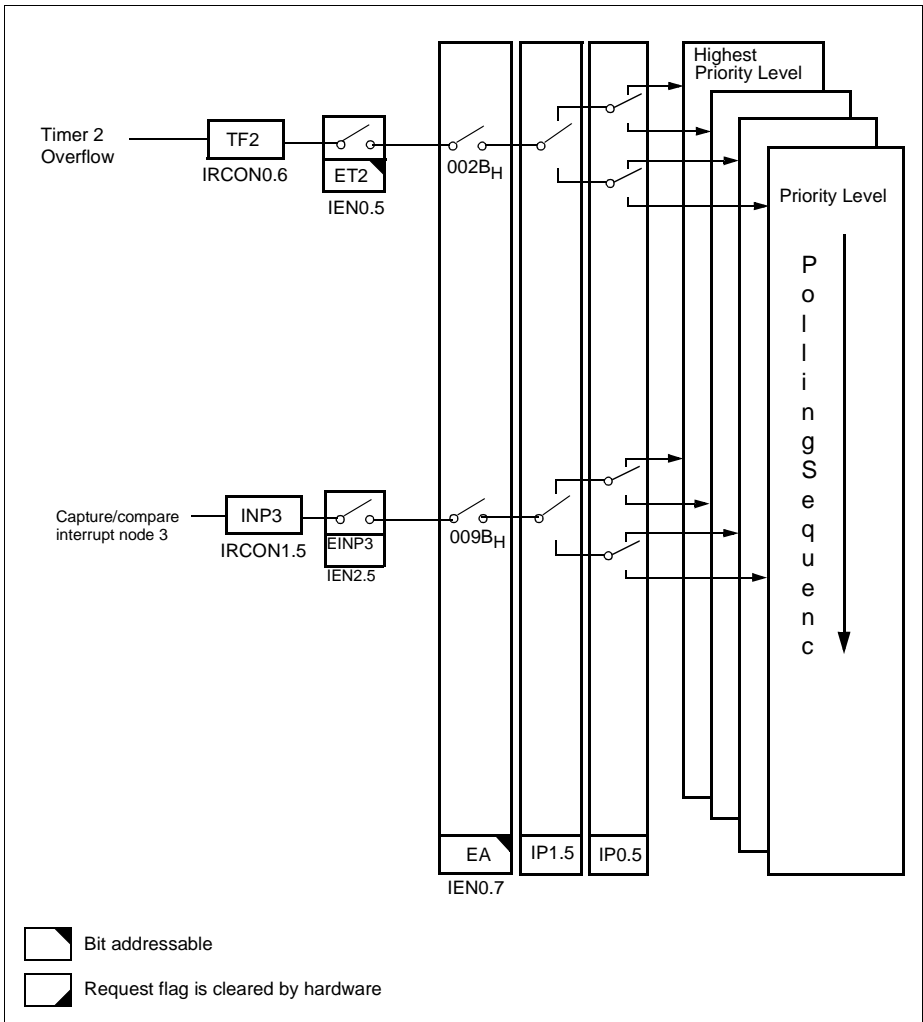 Highest
Priority Level
Timer 2
Overflow
TF2
IRCON0.6
ET2
IEN0.5
002BH
Priority Level
Polling Sequenc
Capture/compare
interrupt node 3
INP3
IRCON1.5
EINP3
IEN2.5
009BH
EA
IEN0.7
IP1.5
IP0.5
Bit addressable
Request flag is cleared by hardware